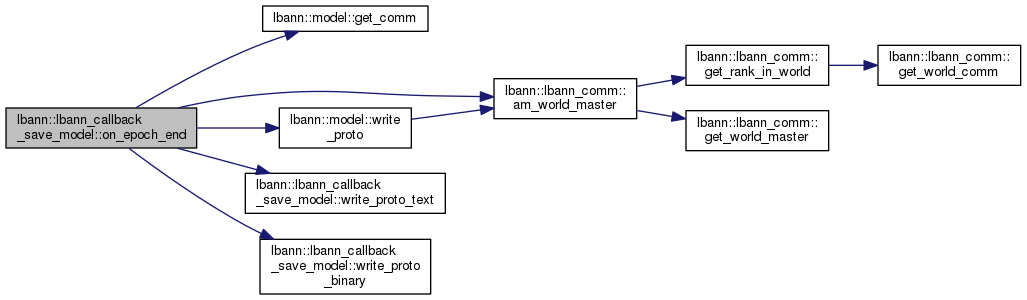 lbann::lbann_callback
_save_model::on_epoch_end
lbann::model::get_comm
lbann::lbann_comm::
am_world_master
lbann::model::write
_proto
lbann::lbann_callback
_save_model::write_proto_text
lbann::lbann_callback
_save_model::write_proto
_binary
lbann::lbann_comm::
get_rank_in_world
lbann::lbann_comm::
get_world_master
lbann::lbann_comm::
get_world_comm